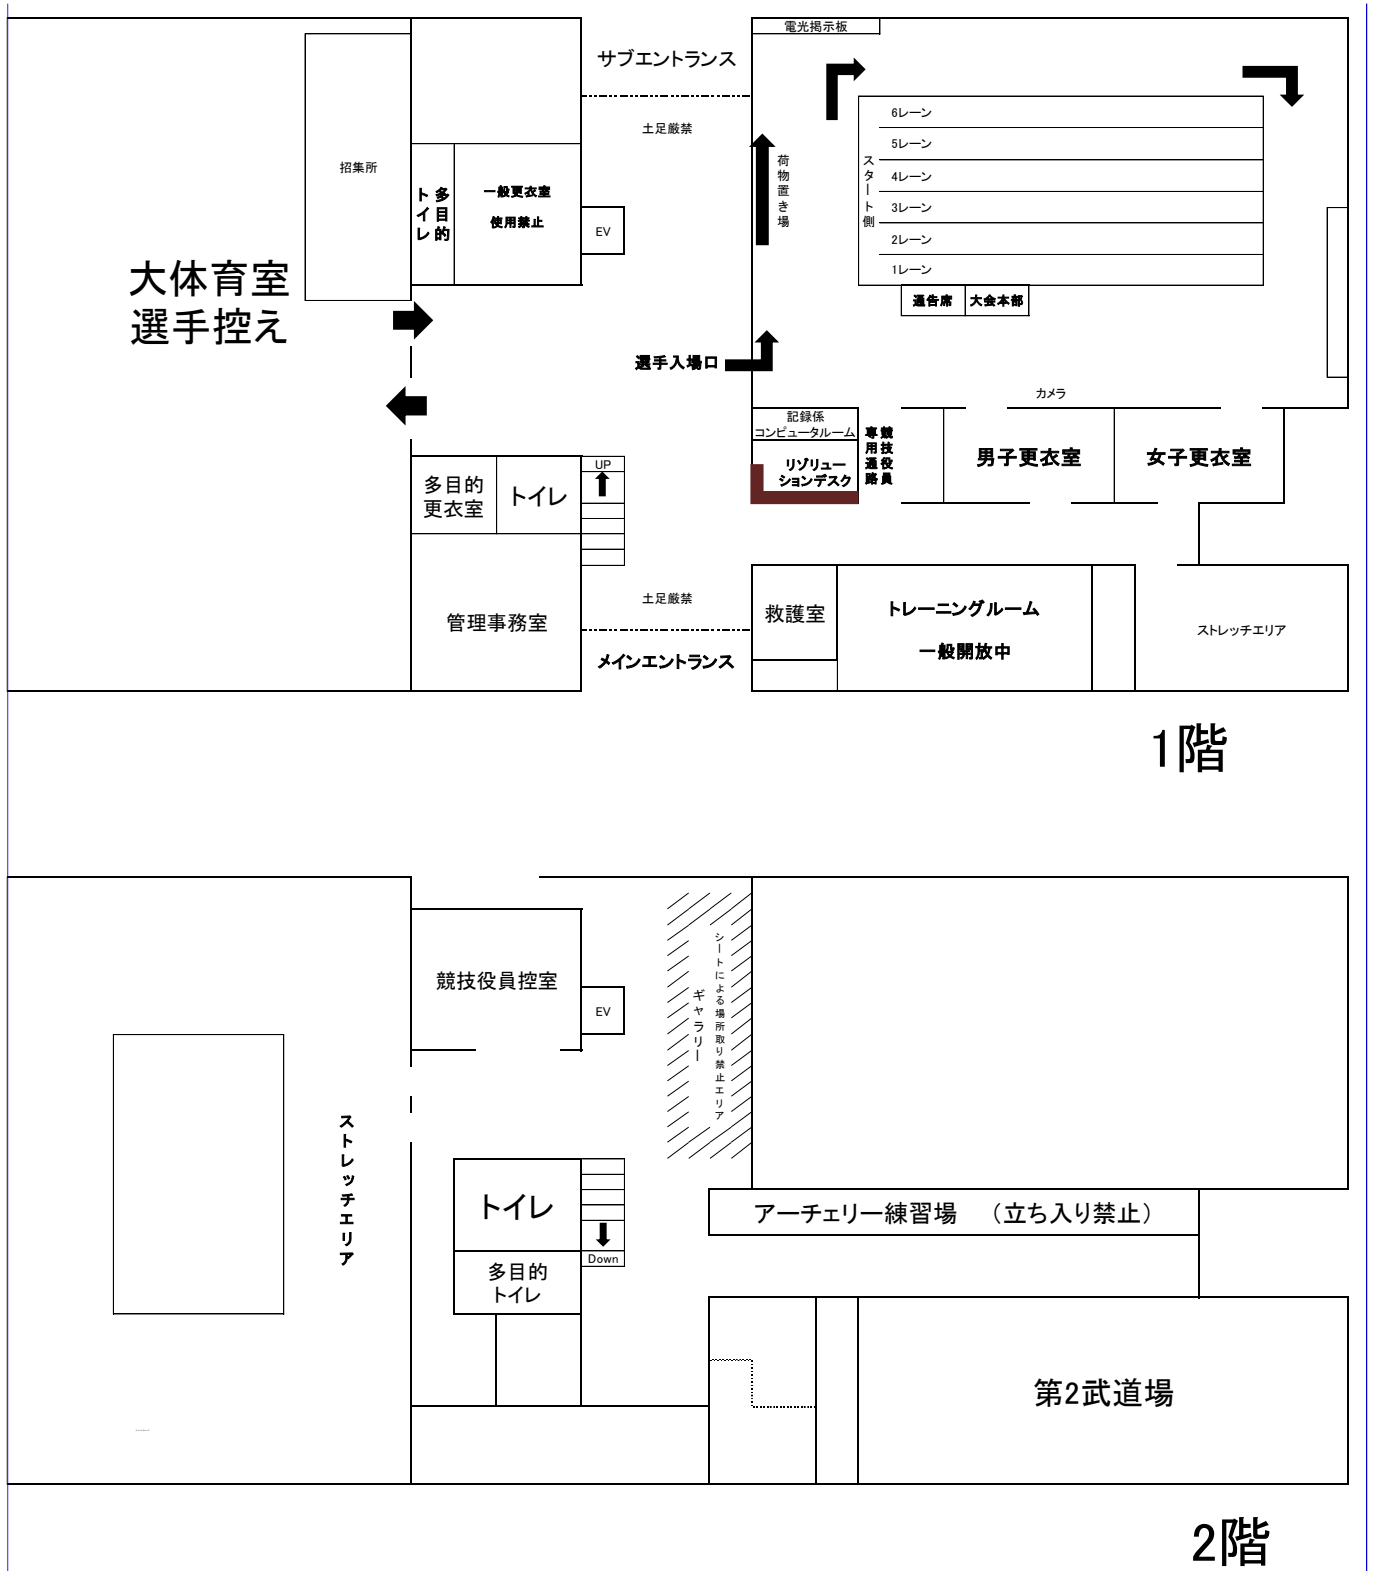 電光掲示板
サブエントランス
土足厳禁
招集所
多目的
トイレ
一般更衣室
使用禁止
EV
荷物置き場
スタート側
6レーン
5レーン
4レーン
3レーン
2レーン
1レーン
通告席
大会本部
大体育室
選手控え
選手入場口
カメラ
記録係
コンピュータルーム
リゾリュー
ションデスク
競技役員
専用通路
男子更衣室
女子更衣室
多目的
更衣室
トイレ
UP
管理事務室
土足厳禁
メインエントランス
救護室
トレーニングルーム
一般開放中
ストレッチエリア
1階
競技役員控室
EV
シートによる場所取り禁止エリア
ギャラリー
ストレッチエリア
トイレ
Down
多目的
トイレ
アーチェリー練習場　（立ち入り禁止）
第2武道場
2階